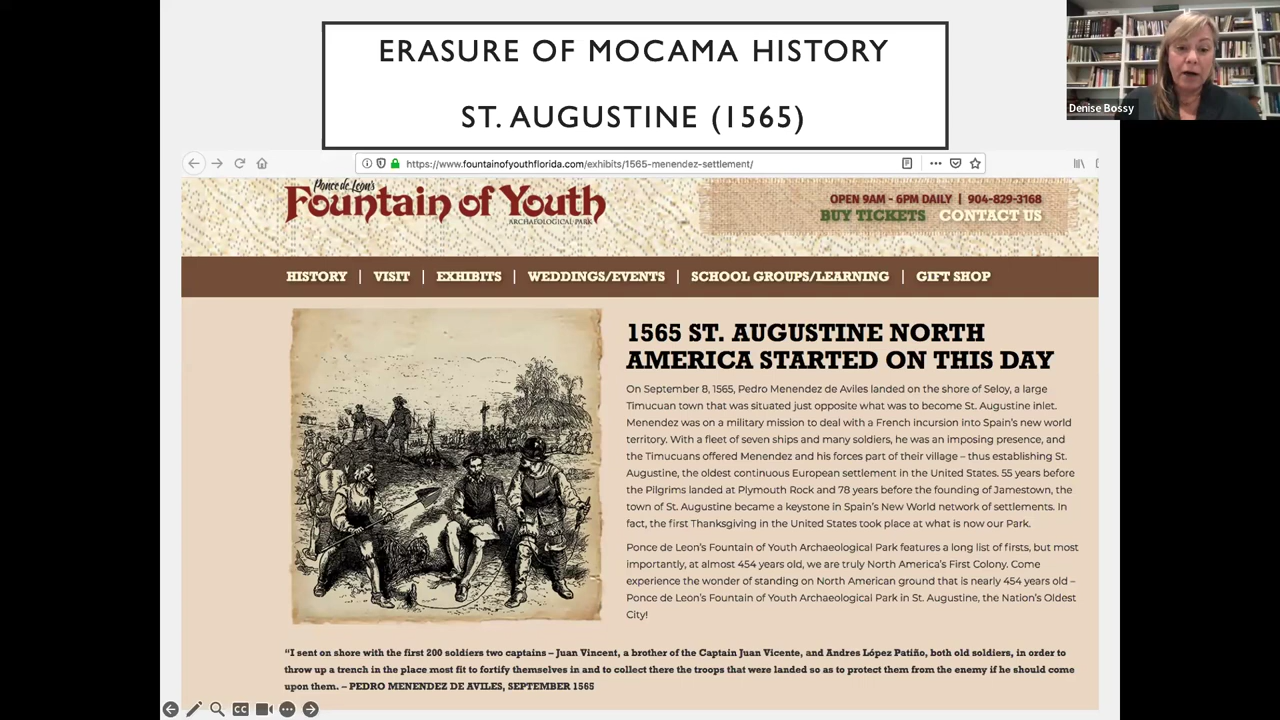 ERASURE OF MOCAMA HISTORY
ST. AUGUSTINE (1565)
Denise Bossy
https://www.fountainofyouthflorida.com/exhibits/1565-menendez-settlement/
Ponce de Leon's
Fountain of Youth
ARCHAEOLOGICAL PARK
OPEN 9AM - 6PM DAILY | 904-829-3168
BUY TICKETS CONTACT US
HISTORY | VISIT | EXHIBITS | WEDDINGS/EVENTS | SCHOOL GROUPS/LEARNING | GIFT SHOP
1565 ST. AUGUSTINE NORTH
AMERICA STARTED ON THIS DAY
On September 8, 1565, Pedro Menendez de Aviles landed on the shore of Seloy, a large
Timucuan town that was situated just opposite what was to become St. Augustine inlet.
Menendez was on a military mission to deal with a French incursion into Spain's new world
territory. With a fleet of seven ships and many soldiers, he was an imposing presence, and
the Timucuans offered Menendez and his forces part of their village – thus establishing St.
Augustine, the oldest continuous European settlement in the United States. 55 years before
the Pilgrims landed at Plymouth Rock and 78 years before the founding of Jamestown, the
town of St. Augustine became a keystone in Spain's New World network of settlements. In
fact, the first Thanksgiving in the United States took place at what is now our Park.
Ponce de Leon's Fountain of Youth Archaeological Park features a long list of firsts, but most
importantly, at almost 454 years old, we are truly North America's First Colony. Come
experience the wonder of standing on North American ground that is nearly 454 years old –
Ponce de Leon's Fountain of Youth Archaeological Park in St. Augustine, the Nation's Oldest
City!
"I sent on shore with the first 200 soldiers two captains – Juan Vincent, a brother of the Captain Juan Vicente, and Andres López Patiño, both old soldiers, in order to
throw up a trench in the place most fit to fortify themselves in and to collect there the troops that were landed so as to protect them from the enemy if he should come
upon them. – PEDRO MENENDEZ DE AVILES, SEPTEMBER 1565
CC